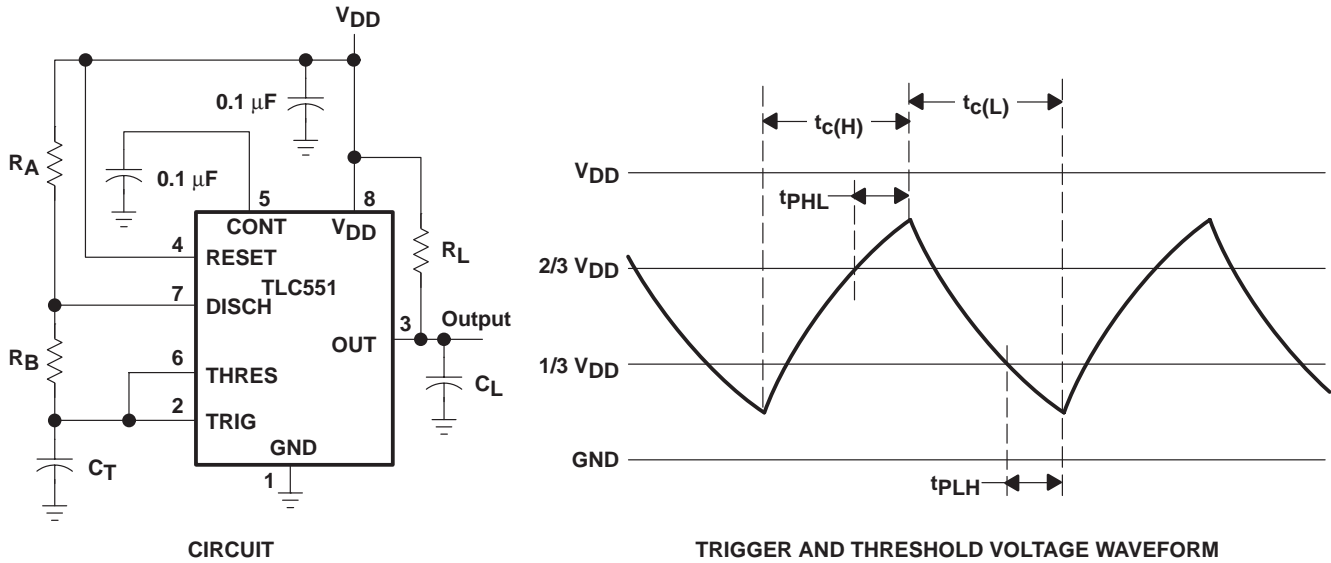 VDD
0.1 μF
RA
0.1 μF
5
8
CONT
VDD
4
RESET
RL
TLC551
7
DISCH
3
Output
RB
OUT
6
THRES
CL
2
TRIG
GND
CT
1
CIRCUIT
tc(H)
tc(L)
VDD
tPHL
2/3 VDD
1/3 VDD
GND
tPLH
TRIGGER AND THRESHOLD VOLTAGE WAVEFORM